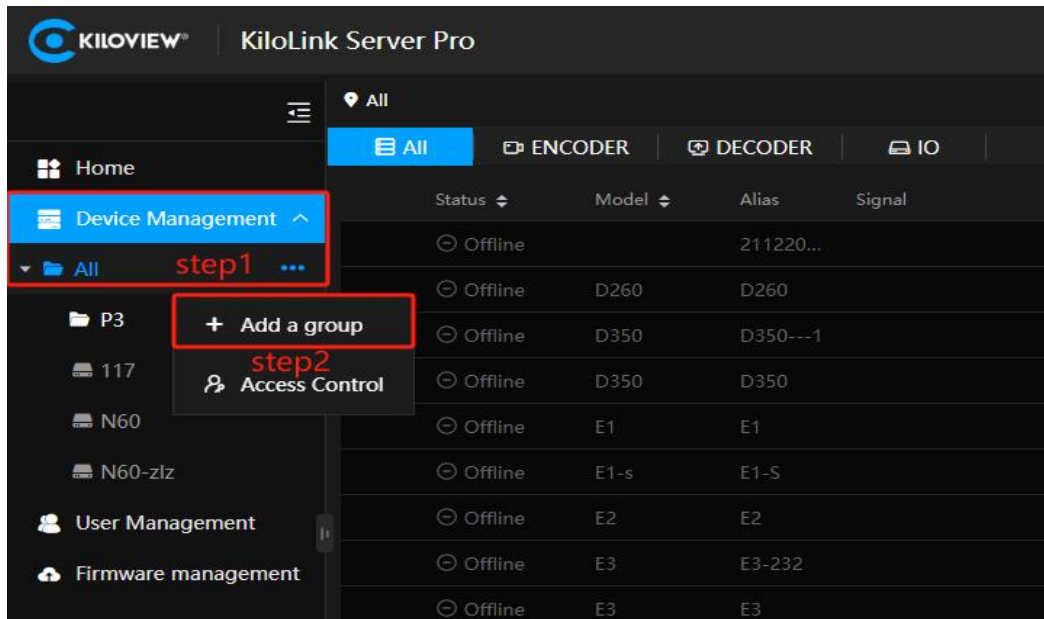 KILOVIEW® KiloLink Server Pro
All
All ENCODER DECODER IO
Home
Status Model Alias Signal
Device Management
Offline 211220...
All step1 ...
Offline D260 D260
P3 + Add a group
Offline D350 D350---1
step2
117 Access Control
Offline D350 D350
N60
Offline E1 E1
N60-zlz
Offline E1-s E1-S
User Management
Offline E2 E2
Firmware management
Offline E3 E3-232
Offline E3 E3